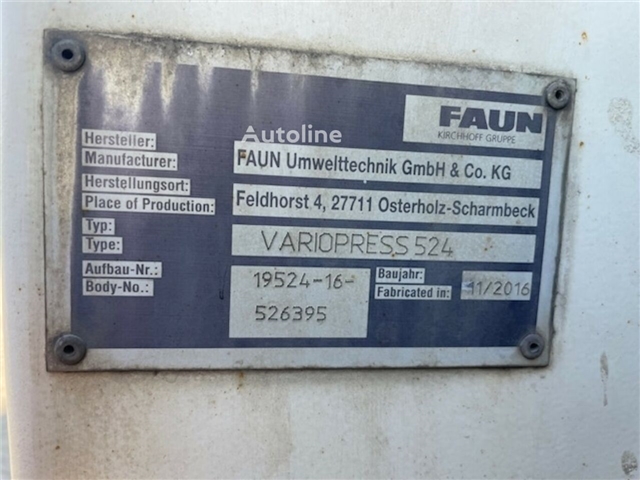 FAUN
KIRCHHOFF GRUPPE
Autoline
Hersteller:
Manufacturer:
FAUN Umwelttechnik GmbH & Co. KG
Herstellungsort:
Place of Production:
Feldhorst 4, 27711 Osterholz-Scharmbeck
Typ:
Type:
VARIOPRESS 524
Aufbau-Nr.:
Body-No.:
19524-16-
526395
Baujahr:
Fabricated in:
11/2016